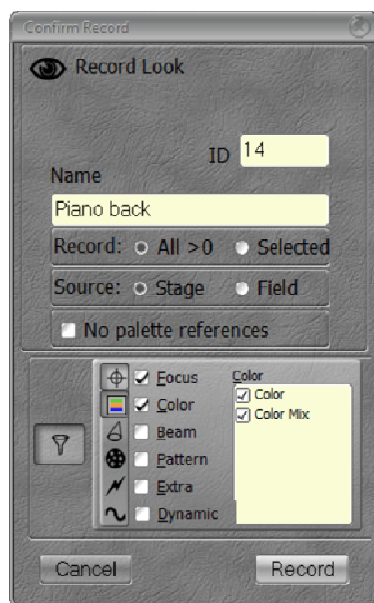 Confirm Record
Record Look
ID 14
Name
Piano back
Record: All >0 Selected
Source: Stage Field
No palette references
Focus
Color
Beam
Pattern
Extra
Dynamic
Color
Color
Color Mix
Cancel Record